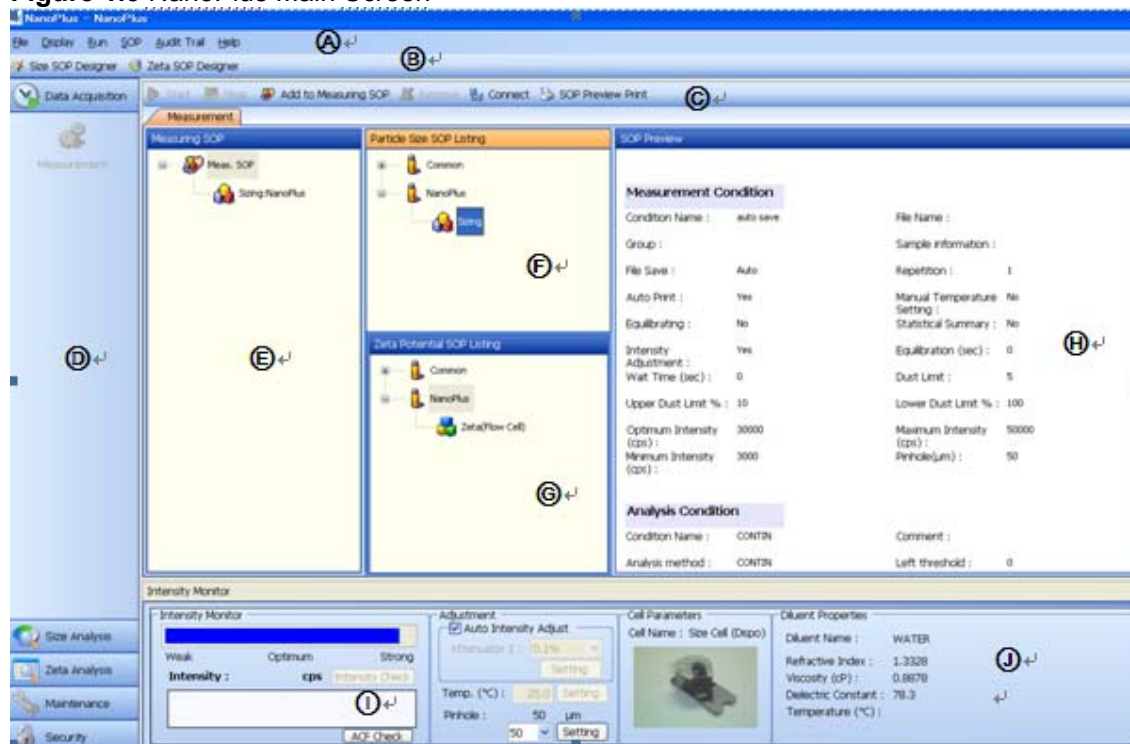 NanoPlus - NanoPlus
File Display Run SOP Audit Trail Help A
Size SOP Designer Zeta SOP Designer B
Data Acquisition
Start Stop Add to Measuring SOP Remove Connect SOP Preview Print C
Measurement
Measurement
D
Measuring SOP
Meas. SOP
Sizing:NanoPlus
E
Particle Size SOP Listing
Common
NanoPlus
Sizing
F
Zeta Potential SOP Listing
Common
NanoPlus
Zeta(Flow Cell)
G
SOP Preview
Measurement Condition
Condition Name : auto save File Name :
Group : Sample information :
File Save : Auto Repetition : 1
Auto Print : Yes Manual Temperature Setting : No
Equilibrating : No Statistical Summary : No
Intensity Adjustment : Yes Equilibration (sec) : 0
H
Wait Time (sec) : 0 Dust Limit : 5
Upper Dust Limit % : 10 Lower Dust Limit % : 100
Optimum Intensity (cps) : 30000 Maximum Intensity (cps) : 50000
Minimum Intensity (cps) : 3000 Pinhole(μm) : 50
Analysis Condition
Condition Name : CONTIN Comment :
Analysis method : CONTIN Left threshold : 0
Size Analysis
Zeta Analysis
Maintenance
Security
Intensity Monitor
Intensity Monitor
Weak Optimum Strong
Intensity : cps Intensity Check
I
ACF Check
Adjustment
Auto Intensity Adjust
Attenuator 1 : 0.1%
Setting
Temp. (°C) : 25.0 Setting
Pinhole : 50 μm
50 Setting
Cell Parameters
Cell Name : Size Cell (Dispo)
Diluent Properties
Diluent Name : WATER
Refractive Index : 1.3328
J
Viscosity (cP) : 0.8878
Dielectric Constant : 78.3
Temperature (°C) :